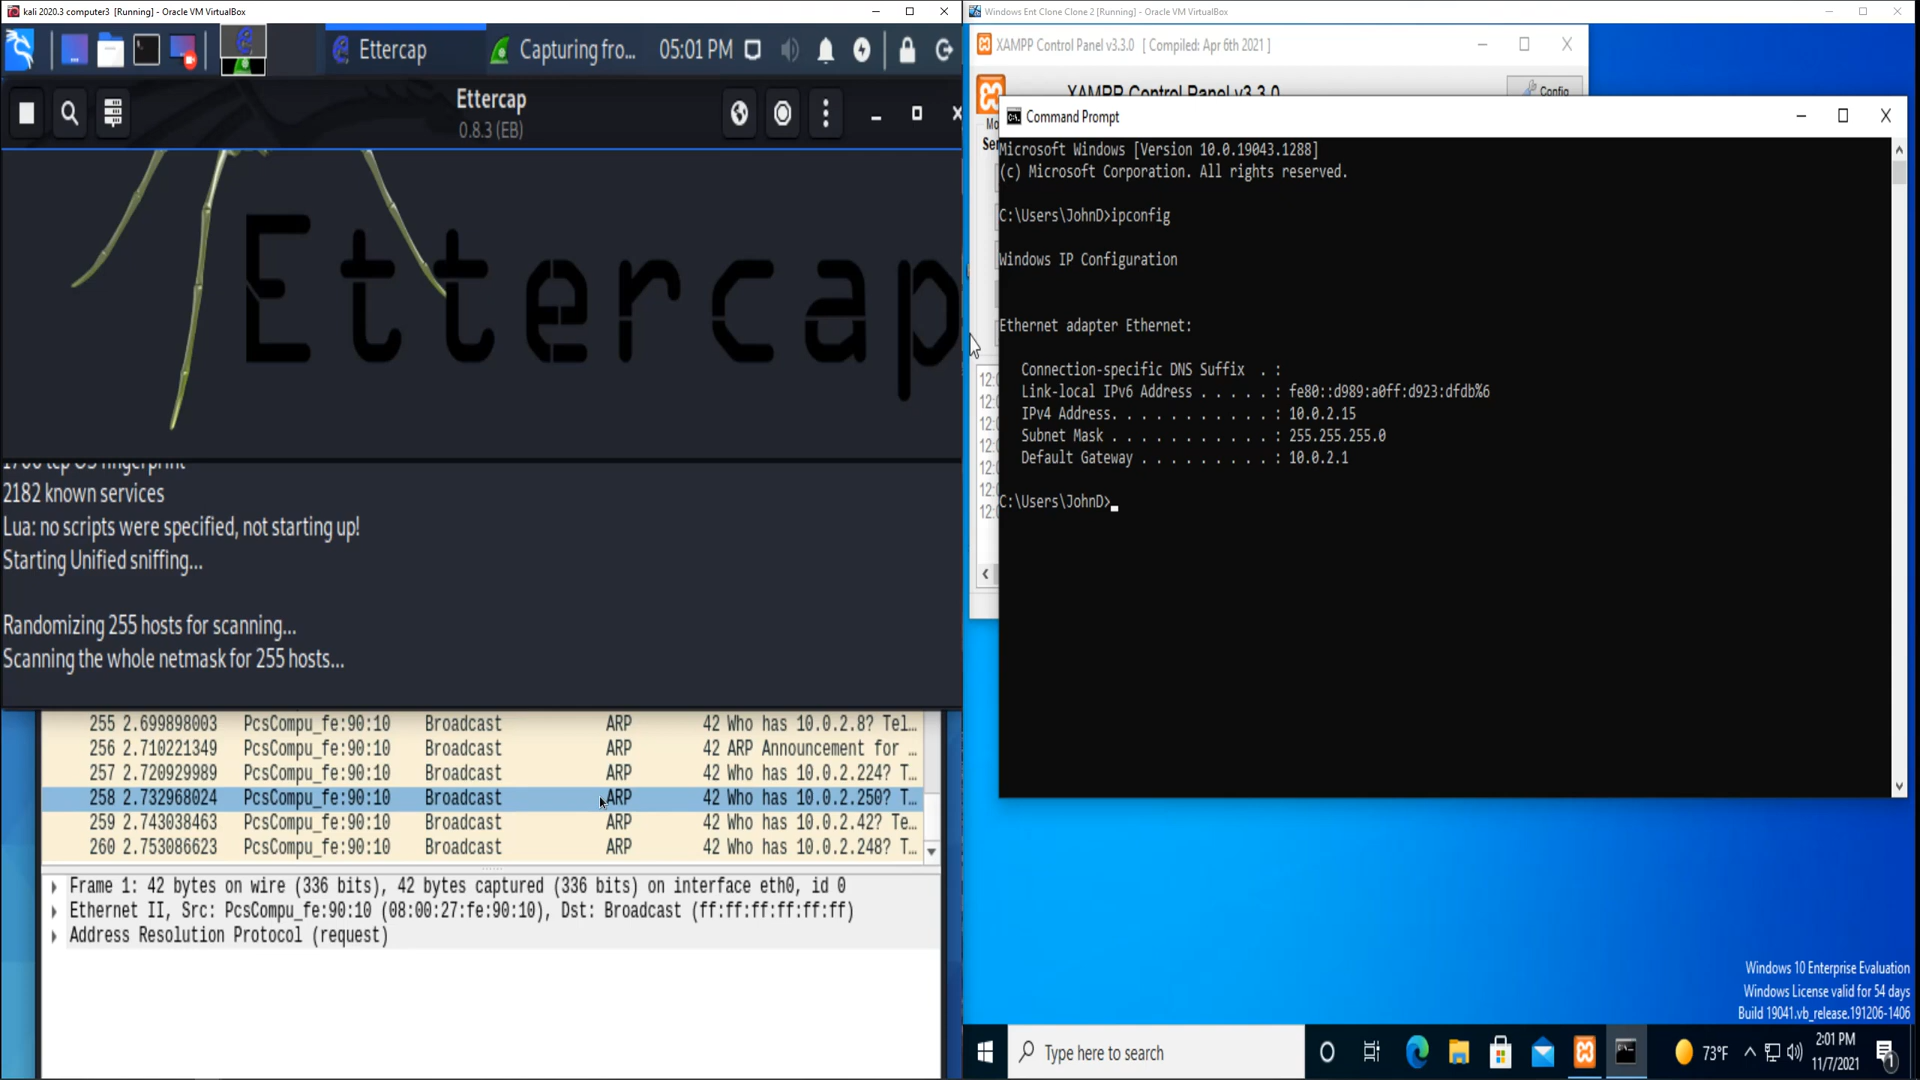 kali 2020.3 computer3 [Running] - Oracle VM VirtualBox
Ettercap
Capturing fro...
05:01 PM
Ettercap
0.8.3 (EB)
Ettercap
2182 known services
Lua: no scripts were specified, not starting up!
Starting Unified sniffing...
Randomizing 255 hosts for scanning...
Scanning the whole netmask for 255 hosts...
255 2.699898003 PcsCompu_fe:90:10 Broadcast ARP 42 Who has 10.0.2.8? Tel...
256 2.710221349 PcsCompu_fe:90:10 Broadcast ARP 42 ARP Announcement for ...
257 2.720929989 PcsCompu_fe:90:10 Broadcast ARP 42 Who has 10.0.2.224? T...
258 2.732968024 PcsCompu_fe:90:10 Broadcast ARP 42 Who has 10.0.2.250? T...
259 2.743038463 PcsCompu_fe:90:10 Broadcast ARP 42 Who has 10.0.2.42? Te...
260 2.753086623 PcsCompu_fe:90:10 Broadcast ARP 42 Who has 10.0.2.248? T...
Frame 1: 42 bytes on wire (336 bits), 42 bytes captured (336 bits) on interface eth0, id 0
Ethernet II, Src: PcsCompu_fe:90:10 (08:00:27:fe:90:10), Dst: Broadcast (ff:ff:ff:ff:ff:ff)
Address Resolution Protocol (request)
Windows Ent Clone Clone 2 [Running] - Oracle VM VirtualBox
XAMPP Control Panel v3.3.0 [ Compiled: Apr 6th 2021 ]
XAMPP Control Panel v3.3.0
Config
Command Prompt
Microsoft Windows [Version 10.0.19043.1288]
(c) Microsoft Corporation. All rights reserved.
C:\Users\JohnD>ipconfig
Windows IP Configuration
Ethernet adapter Ethernet:
Connection-specific DNS Suffix . :
Link-local IPv6 Address . . . . . : fe80::d989:a0ff:d923:dfdb%6
IPv4 Address. . . . . . . . . . . : 10.0.2.15
Subnet Mask . . . . . . . . . . . : 255.255.255.0
Default Gateway . . . . . . . . . : 10.0.2.1
C:\Users\JohnD>
Windows 10 Enterprise Evaluation
Windows License valid for 54 days
Build 19041.vb_release.191206-1406
Type here to search
73°F
2:01 PM
11/7/2021
1